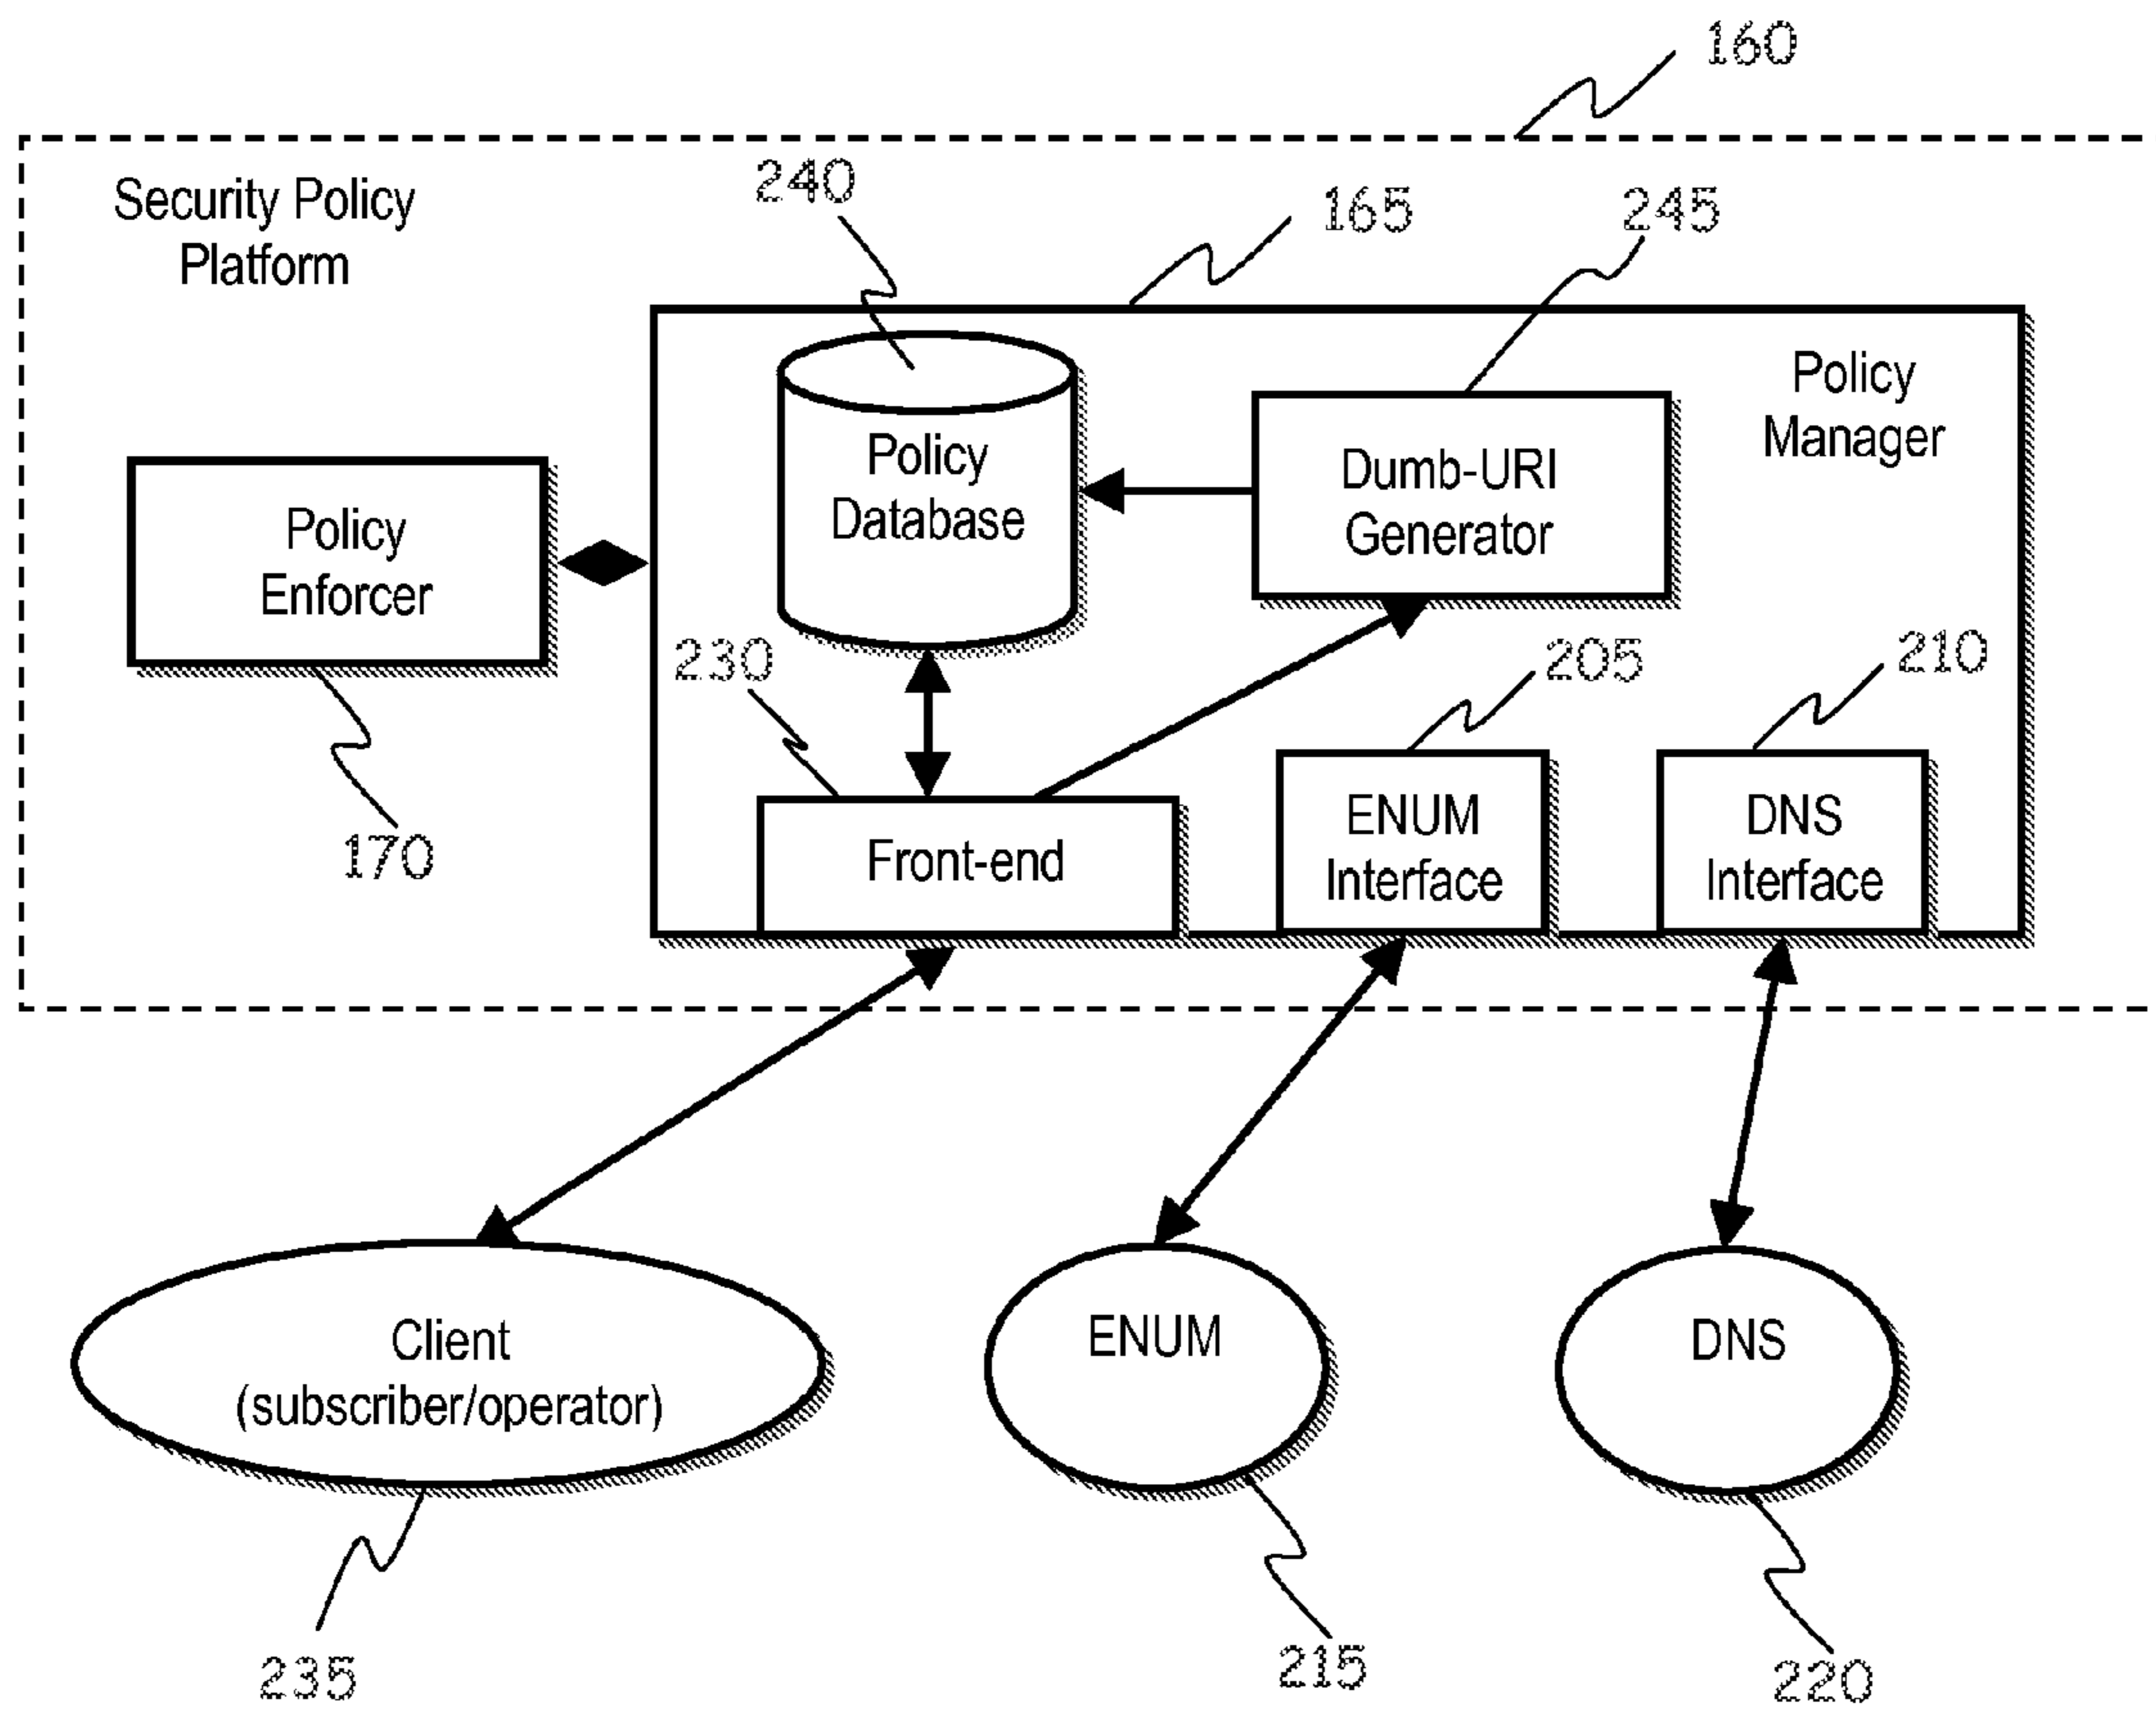 160
Security Policy
Platform
240
165
245
Policy
Manager
Policy
Database
Dumb-URI
Generator
Policy
Enforcer
230
205
210
170
Front-end
ENUM
Interface
DNS
Interface
Client
(subscriber/operator)
ENUM
DNS
235
215
220